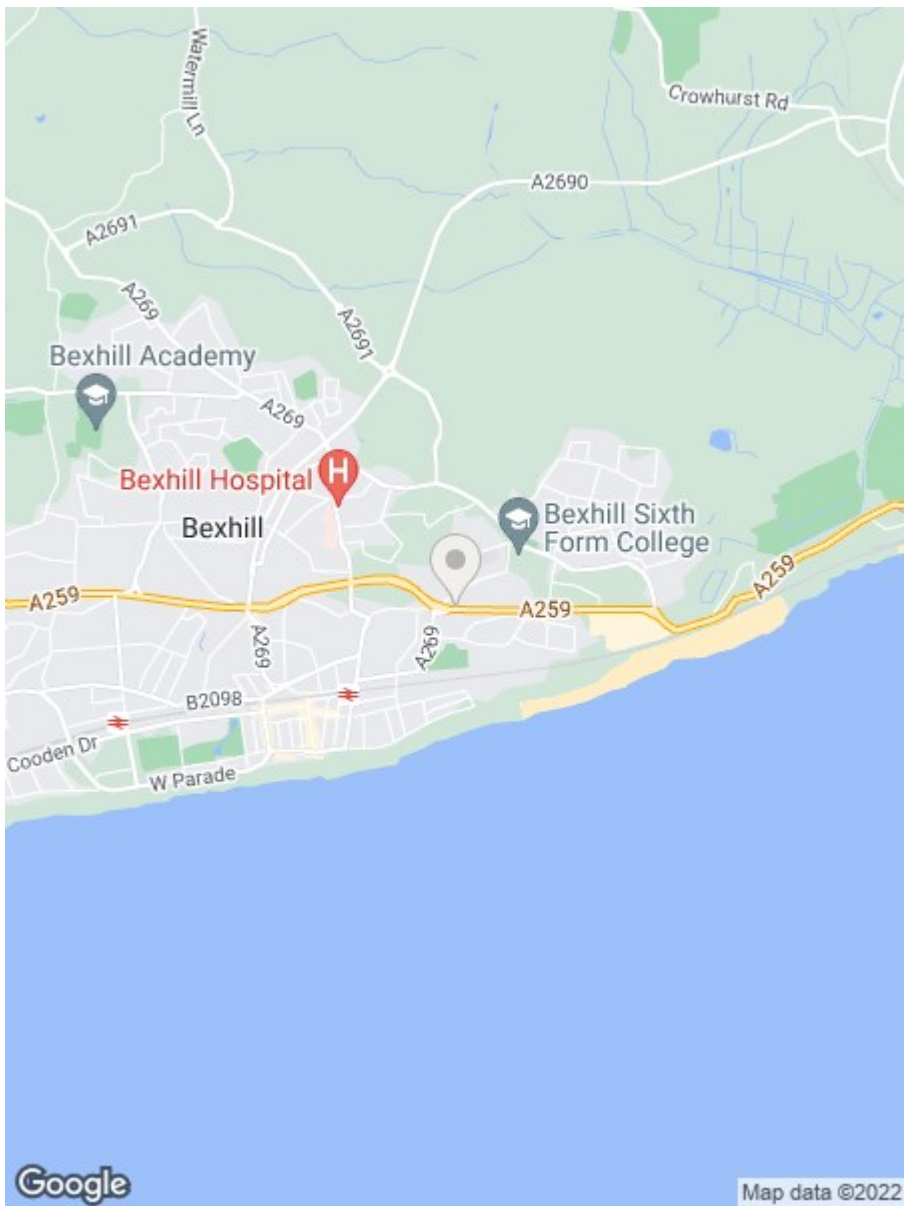 Watermill Ln
Crowhurst Rd
A2690
A2691
A269
A2691
Bexhill Academy
A269
Bexhill Hospital
H
Bexhill
Bexhill Sixth
Form College
A259
A259
A259
A269
A269
B2098
Cooden Dr
W Parade
Google
Map data ©2022